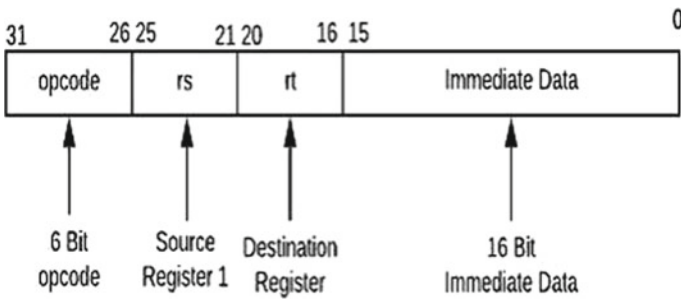 31 26 25 21 20 16 15 0
opcode rs rt Immediate Data
6 Bit opcode
Source Register 1
Destination Register
16 Bit Immediate Data